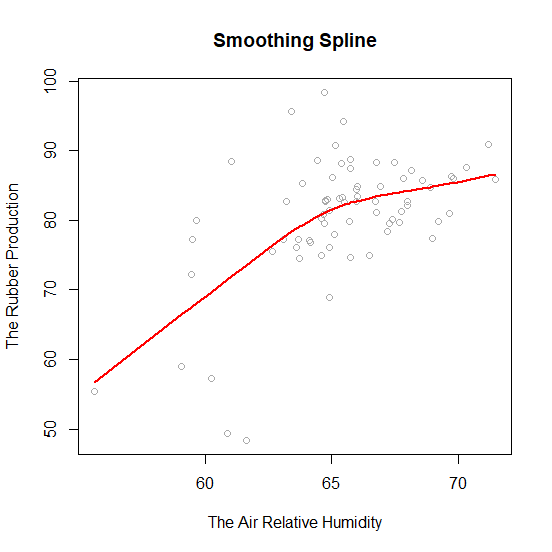 Smoothing Spline
The Rubber Production
100
90
80
70
60
50
60 65 70
The Air Relative Humidity